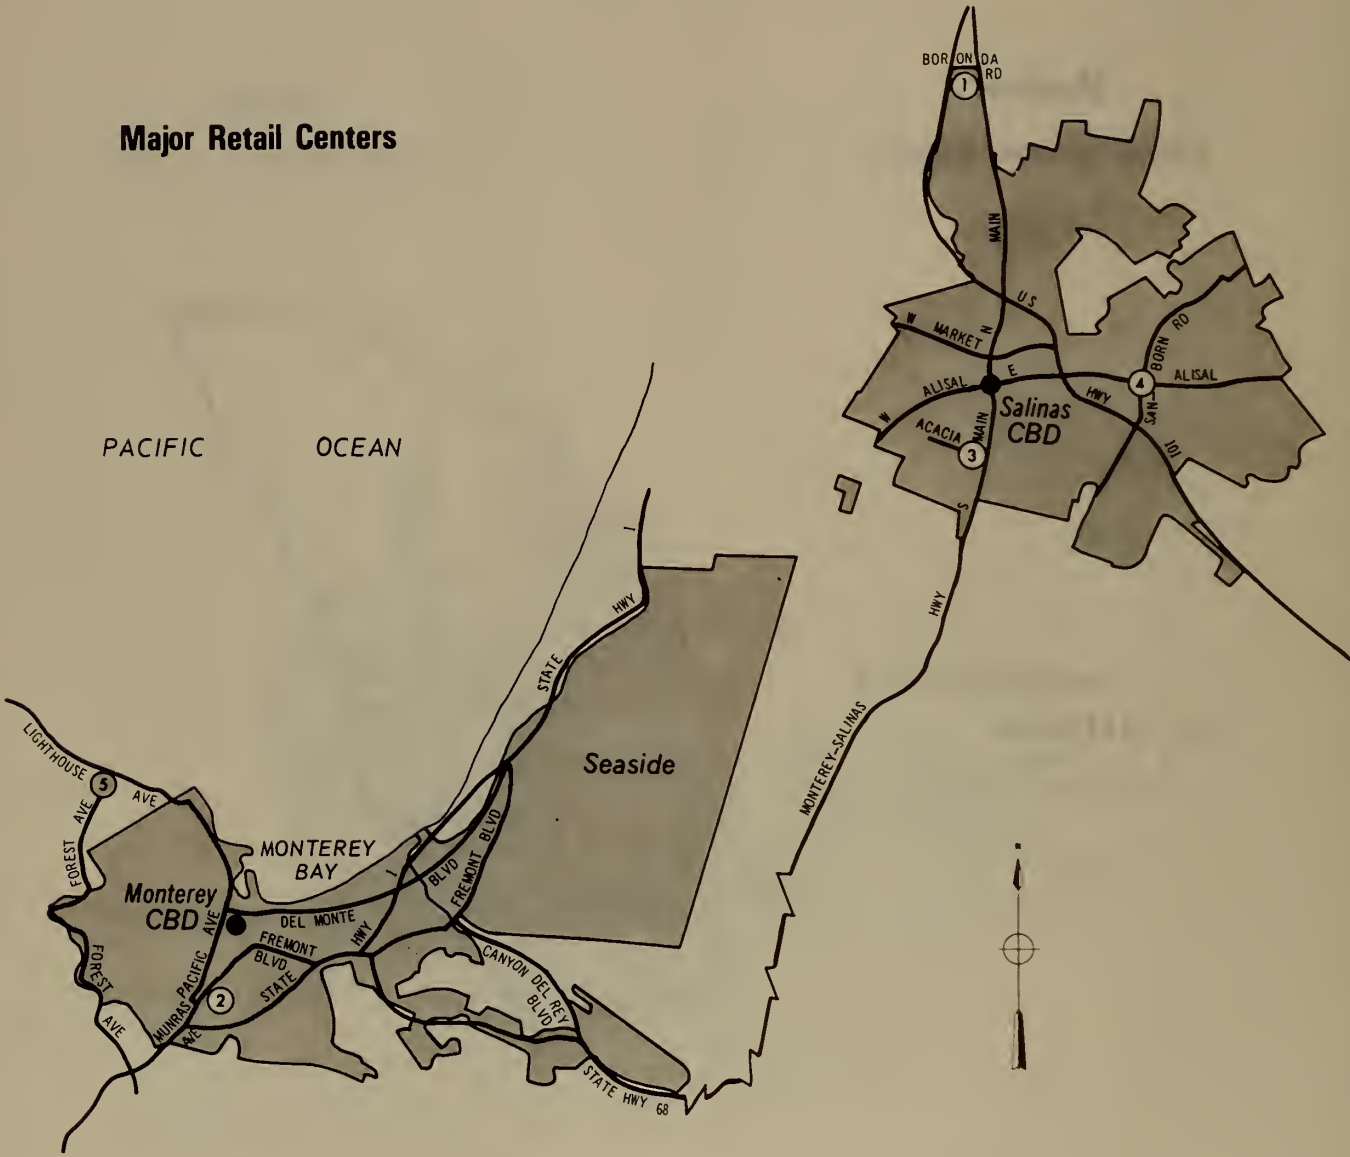 Major Retail Centers
BORONDA
RD
1
MAIN
N
US
W MARKET
BORN RD
SAN-
E
ALISAL
W ALISAL
4
HWY
101
Salinas
CBD
ACACIA
MAIN
3
S
PACIFIC OCEAN
1
HWY
STATE
HWY
MONTEREY-SALINAS
Seaside
LIGHTHOUSE AVE
5
FOREST AVE
MONTEREY
BAY
1
HWY
BLVD
FREMONT BLVD
Monterey
CBD
PACIFIC AVE
DEL MONTE
FREMONT
BLVD
STATE
CANYON DEL REY
BLVD
FOREST AVE
2
MUNRAS AVE
STATE HWY 68